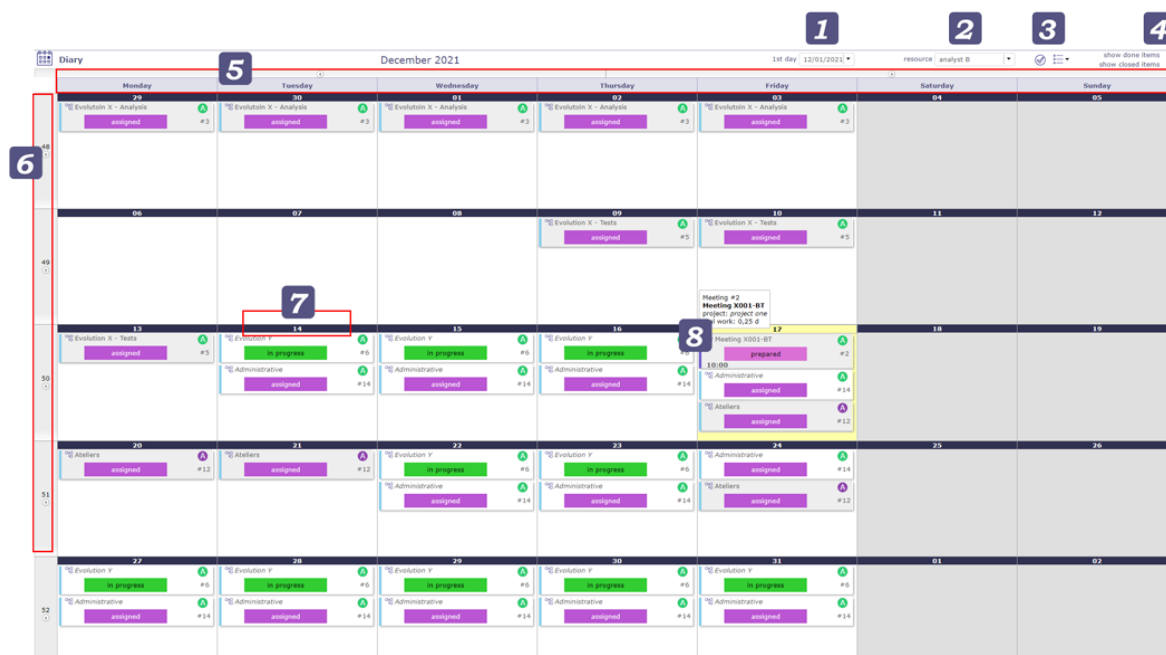 1 2 3 4
Diary December 2021 1st day 12/01/2021 resource analyst B show done items
show closed items
5
Monday Tuesday Wednesday Thursday Friday Saturday Sunday
29 30 01 02 03 04 05
Evolutoin X - Analysis Evolutoin X - Analysis Evolutoin X - Analysis Evolutoin X - Analysis Evolutoin X - Analysis
A A A A A
assigned #3 assigned #3 assigned #3 assigned #3 assigned #3
48
6
06 07 08 09 10 11 12
Evolution X - Tests A Evolution X - Tests A
assigned #5 assigned #5
49
7
Meeting #2
Meeting X001-BT
project: project one
work: 0,25 d
8
13 14 15 16 17 18 19
Evolution X - Tests A Evolution Y A Evolution Y A Evolution Y Meeting X001-BT A
assigned #5 in progress #6 in progress #6 in progress #6 prepared #2
10:00
Administrative A Administrative A Administrative A Administrative A
50
assigned #14 assigned #14 assigned #14 assigned #14
Ateliers A
assigned #12
20 21 22 23 24 25 26
Ateliers A Ateliers A Evolution Y A Evolution Y A Administrative A
assigned #12 assigned #12 in progress #6 in progress #6 assigned #14
Administrative A Administrative A Ateliers A
51
assigned #14 assigned #14 assigned #12
27 28 29 30 31 01 02
Evolution Y A Evolution Y A Evolution Y A Evolution Y A Evolution Y A
in progress #6 in progress #6 in progress #6 in progress #6 in progress #6
Administrative A Administrative A Administrative A Administrative A Administrative A
52
assigned #14 assigned #14 assigned #14 assigned #14 assigned #14